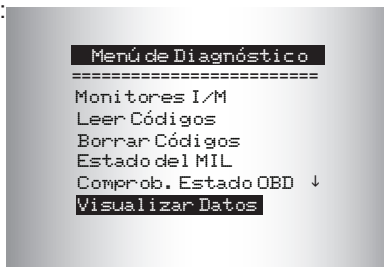 :
Menú de Diagnóstico
=========================
Monitores I/M
Leer Códigos
Borrar Códigos
Estado del MIL
Comprob. Estado OBD ↓
Visualizar Datos